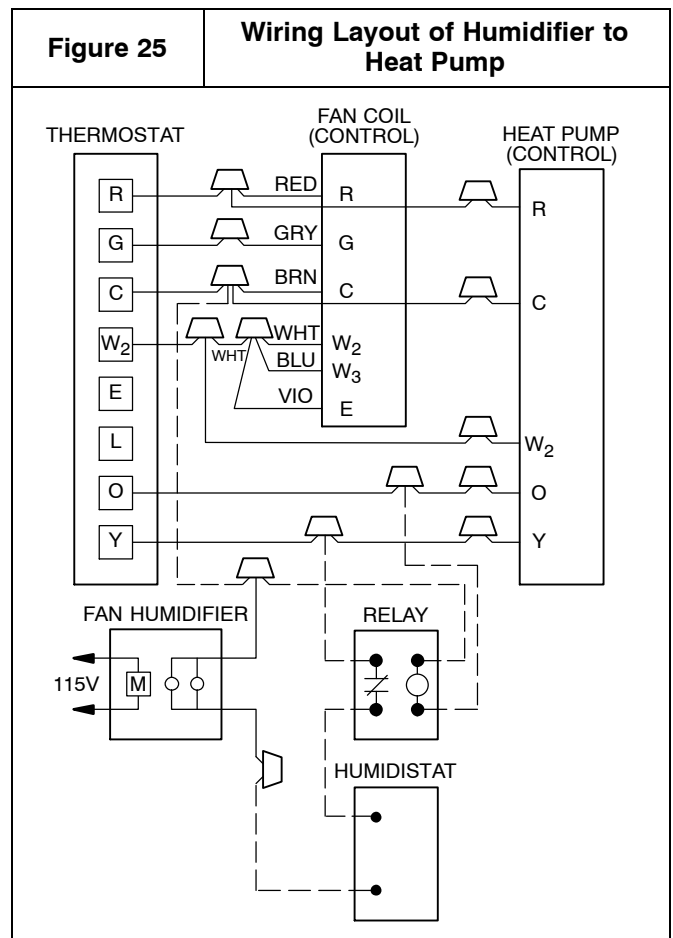 Figure 25
Wiring Layout of Humidifier to
Heat Pump
THERMOSTAT
FAN COIL
(CONTROL)
HEAT PUMP
(CONTROL)
R
RED
R
R
G
GRY
G
C
BRN
C
C
W2
WHT
WHT
W2
BLU
W3
E
VIO
E
L
W2
O
O
Y
Y
FAN HUMIDIFIER
RELAY
115V
M
HUMIDISTAT